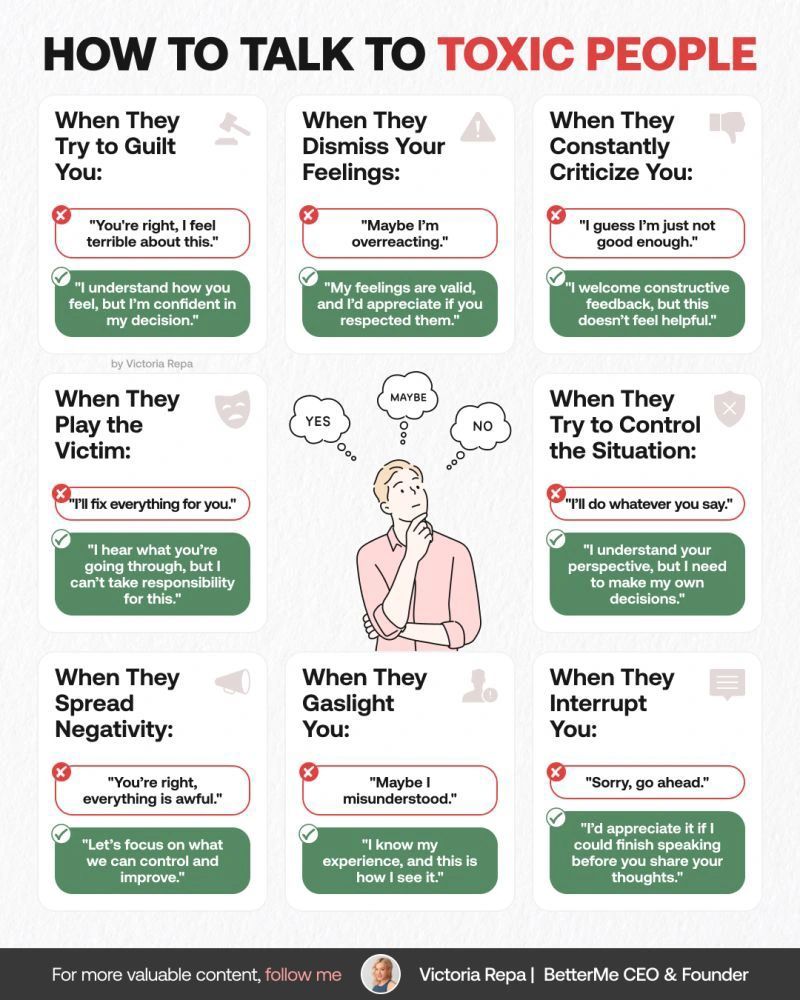 HOW TO TALK TO TOXIC PEOPLE
When They
Try to Guilt
You:
"You're right, I feel
terrible about this."
"I understand how you
feel, but I'm confident in
my decision."
When They
Dismiss Your
Feelings:
"Maybe I'm
overreacting."
"My feelings are valid,
and I'd appreciate if you
respected them."
When They
Constantly
Criticize You:
"I guess I'm just not
good enough."
"I welcome constructive
feedback, but this
doesn't feel helpful."
by Victoria Repa
When They
Play the
Victim:
"I'll fix everything for you."
"I hear what you're
going through, but I
can't take responsibility
for this."
YES
MAYBE
NO
When They
Try to Control
the Situation:
"I'll do whatever you say."
"I understand your
perspective, but I need
to make my own
decisions."
When They
Spread
Negativity:
"You're right,
everything is awful."
"Let's focus on what
we can control and
improve."
When They
Gaslight
You:
"Maybe I
misunderstood."
"I know my
experience, and this is
how I see it."
When They
Interrupt
You:
"Sorry, go ahead."
"I'd appreciate it if I
could finish speaking
before you share your
thoughts."
For more valuable content, follow me
Victoria Repa | BetterMe CEO & Founder